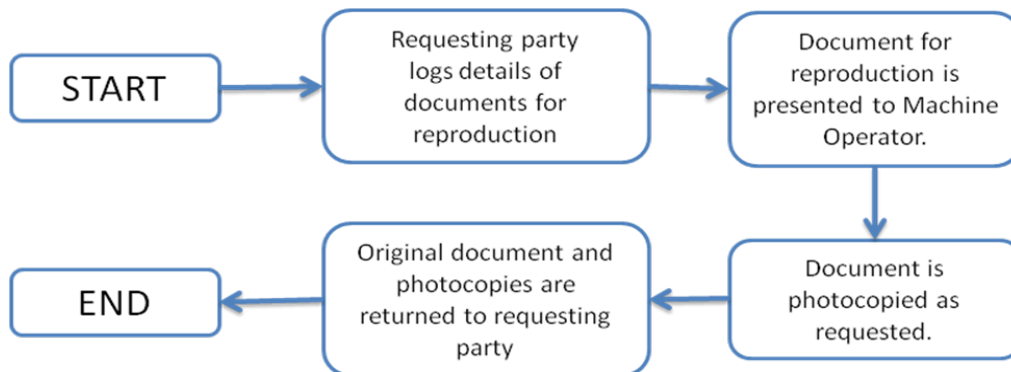 START
Requesting party
logs details of
documents for
reproduction
Document for
reproduction is
presented to Machine
Operator.
Document is
photocopied as
requested.
Original document and
photocopies are
returned to requesting
party
END